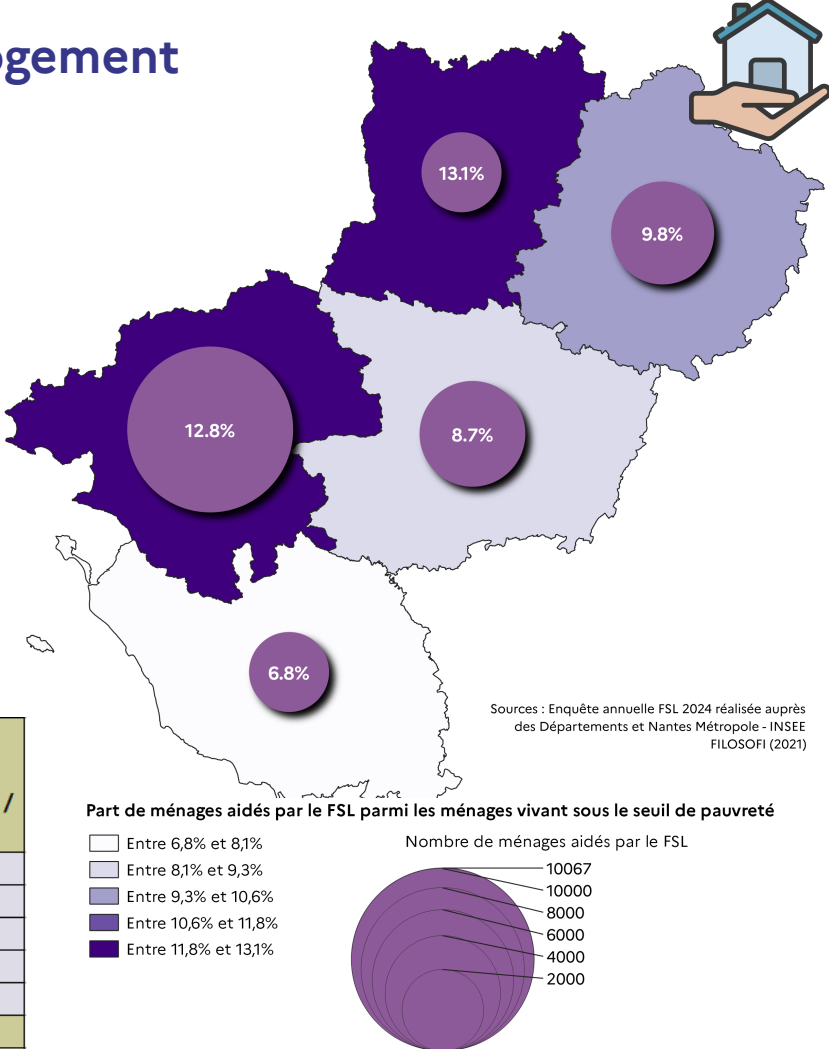 ogement
13.1%
9.8%
12.8%
8.7%
6.8%
Sources : Enquête annuelle FSL 2024 réalisée auprès
des Départements et Nantes Métropole - INSEE
FILOSOFI (2021)
/
Part de ménages aidés par le FSL parmi les ménages vivant sous le seuil de pauvreté
Entre 6,8% et 8,1%
Entre 8,1% et 9,3%
Entre 9,3% et 10,6%
Entre 10,6% et 11,8%
Entre 11,8% et 13,1%
Nombre de ménages aidés par le FSL
10067
10000
8000
6000
4000
2000